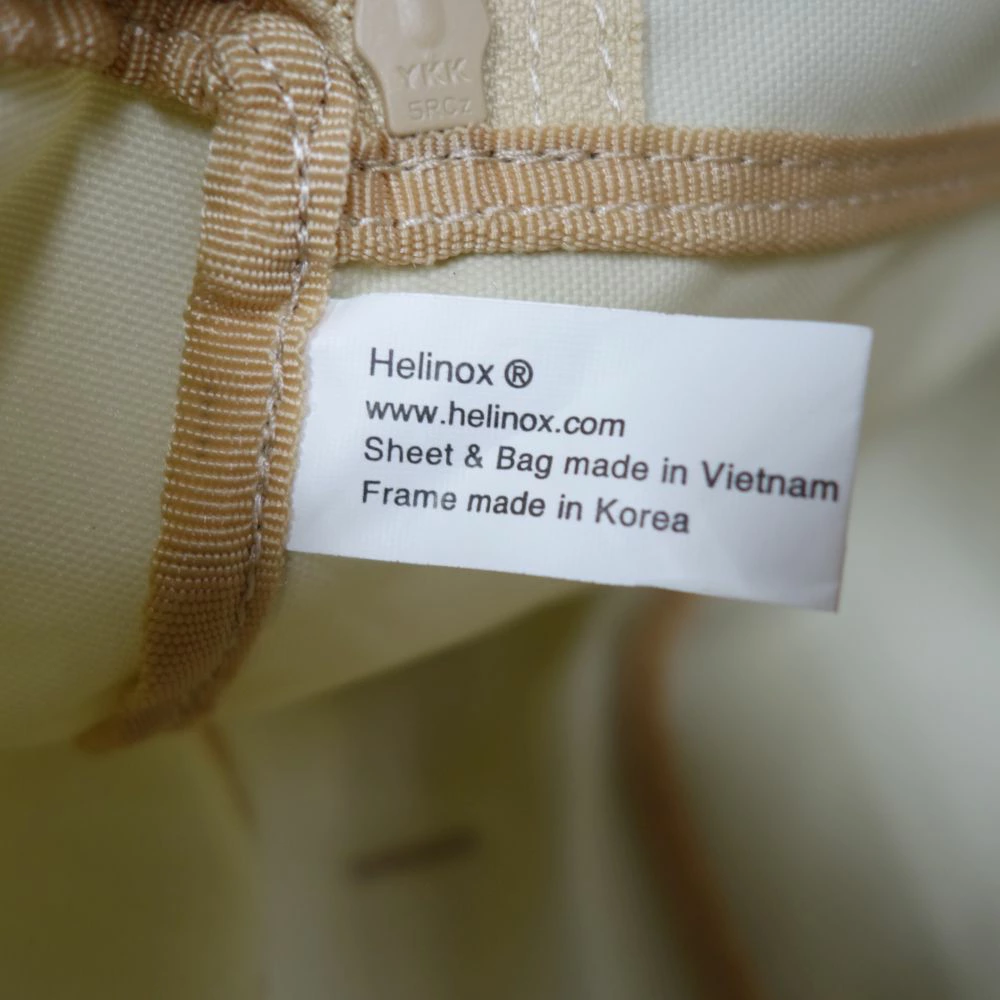 YKK
5RCz
Helinox ®
www.helinox.com
Sheet & Bag made in Vietnam
Frame made in Korea